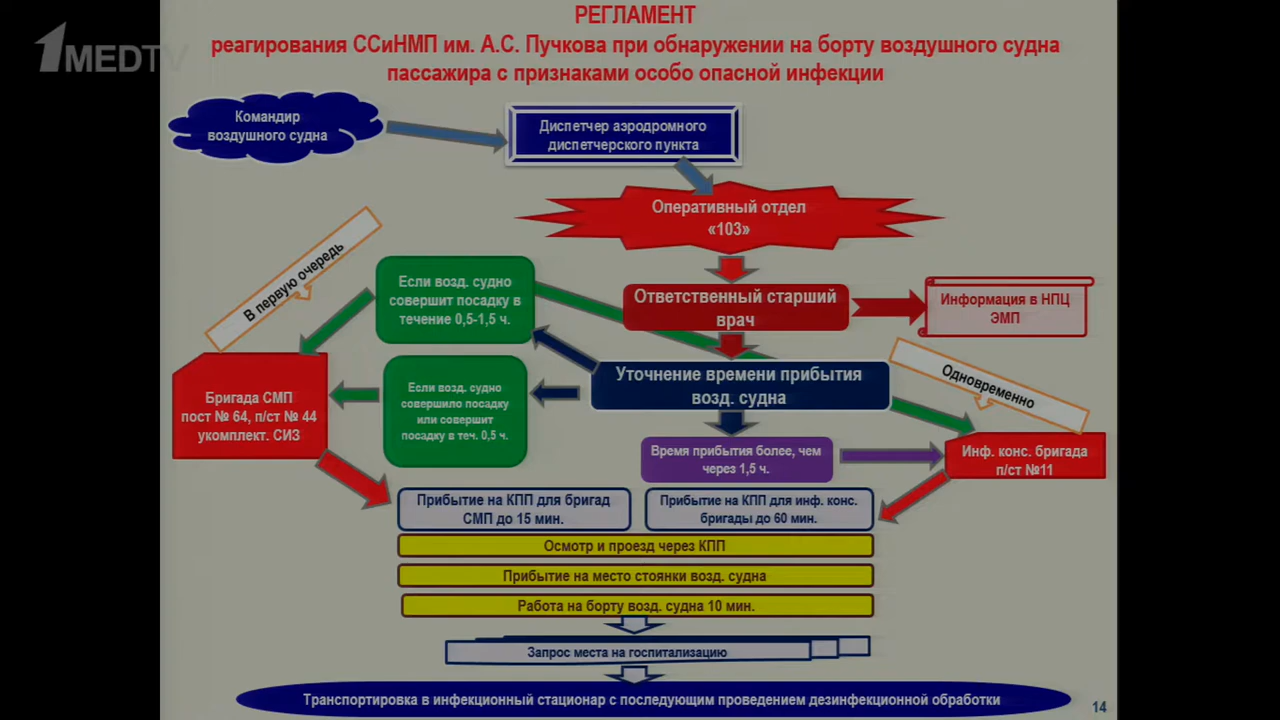 1MEDTV
РЕГЛАМЕНТ
реагирования ССиНМП им. А.С. Пучкова при обнаружении на борту воздушного судна
пассажира с признаками особо опасной инфекции
Командир
воздушного судна
Диспетчер аэродромного
диспетчерского пункта
Оперативный отдел
«103»
В первую очередь
Если возд. судно
совершит посадку в
течение 0,5-1,5 ч.
Ответственный старший
врач
Информация в НПЦ
ЭМП
Уточнение времени прибытия
возд. судна
Одновременно
Бригада СМП
пост № 64, п/ст № 44
укомплект. СИЗ
Если возд. судно
совершило посадку
или совершит
посадку в теч. 0,5 ч.
Время прибытия более, чем
через 1,5 ч.
Инф. конс. бригада
п/ст №11
Прибытие на КПП для бригад
СМП до 15 мин.
Прибытие на КПП для инф. конс.
бригады до 60 мин.
Осмотр и проезд через КПП
Прибытие на место стоянки возд. судна
Работа на борту возд. судна 10 мин.
Запрос места на госпитализацию
Транспортировка в инфекционный стационар с последующим проведением дезинфекционной обработки
14